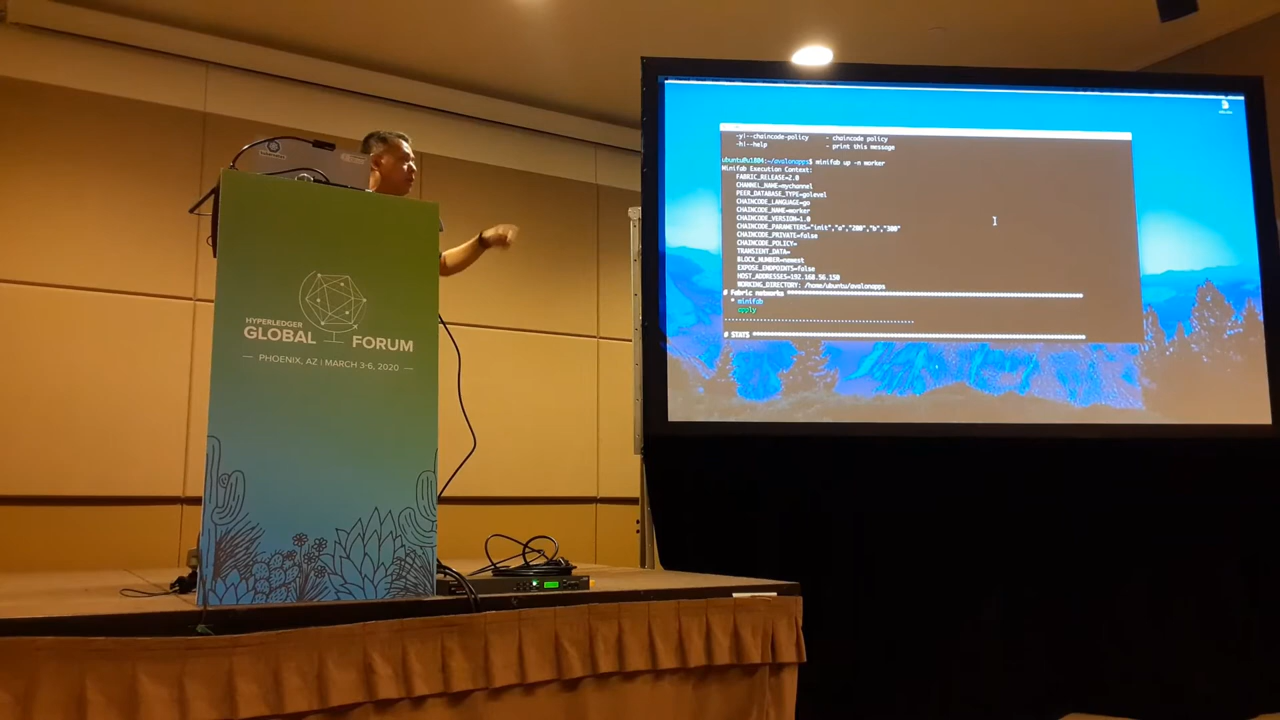 HYPERLEDGER
GLOBAL FORUM
— PHOENIX, AZ | MARCH 3-6, 2020 —
-y|--chaincode-policy - chaincode policy
-h|--help - print this message
ubuntu@u1804:~/avalonapps$ minifab up -n worker
Minifab Execution Context:
FABRIC_RELEASE=2.0
CHANNEL_NAME=mychannel
PEER_DATABASE_TYPE=golevel
CHAINCODE_LANGUAGE=go
CHAINCODE_NAME=worker
CHAINCODE_VERSION=1.0
CHAINCODE_PARAMETERS="init","a","200","b","300"
CHAINCODE_PRIVATE=false
CHAINCODE_POLICY=
TRANSIENT_DATA=
BLOCK_NUMBER=newest
EXPOSE_ENDPOINTS=false
HOST_ADDRESSES=192.168.56.150
WORKING_DIRECTORY: /home/ubuntu/avalonapps
# Fabric networks
* minifab
apply
# STATS